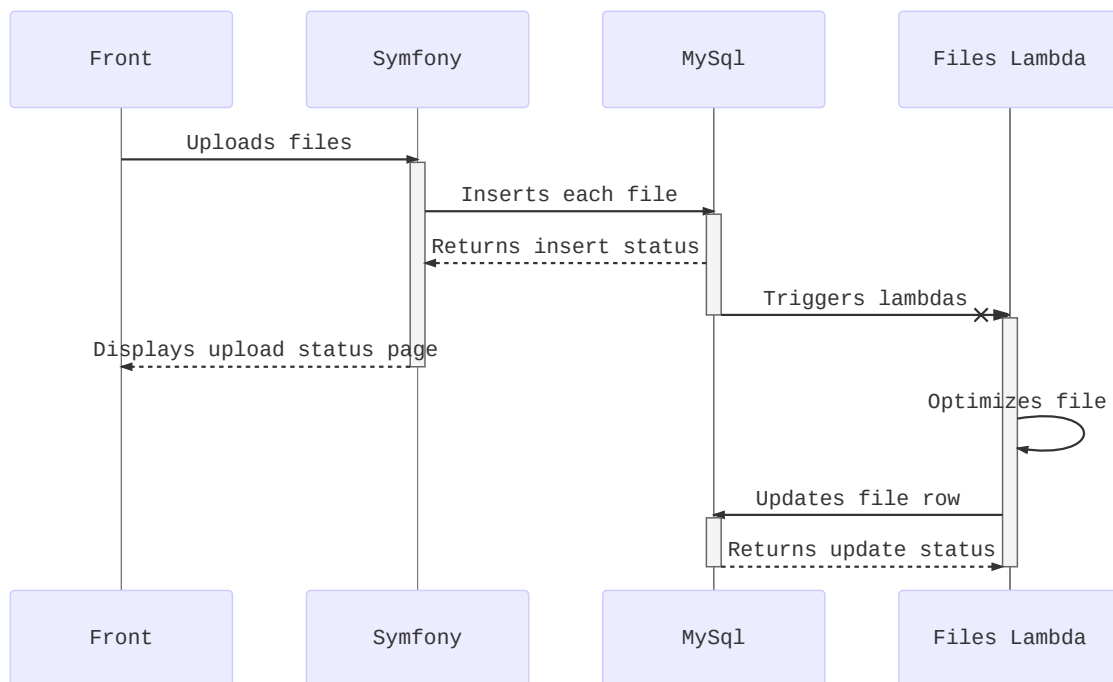 Front Symfony MySql Files Lambda
Uploads files
Inserts each file
Returns insert status
Triggers lambdas
Displays upload status page
Optimizes file
Updates file row
Returns update status
Front Symfony MySql Files Lambda